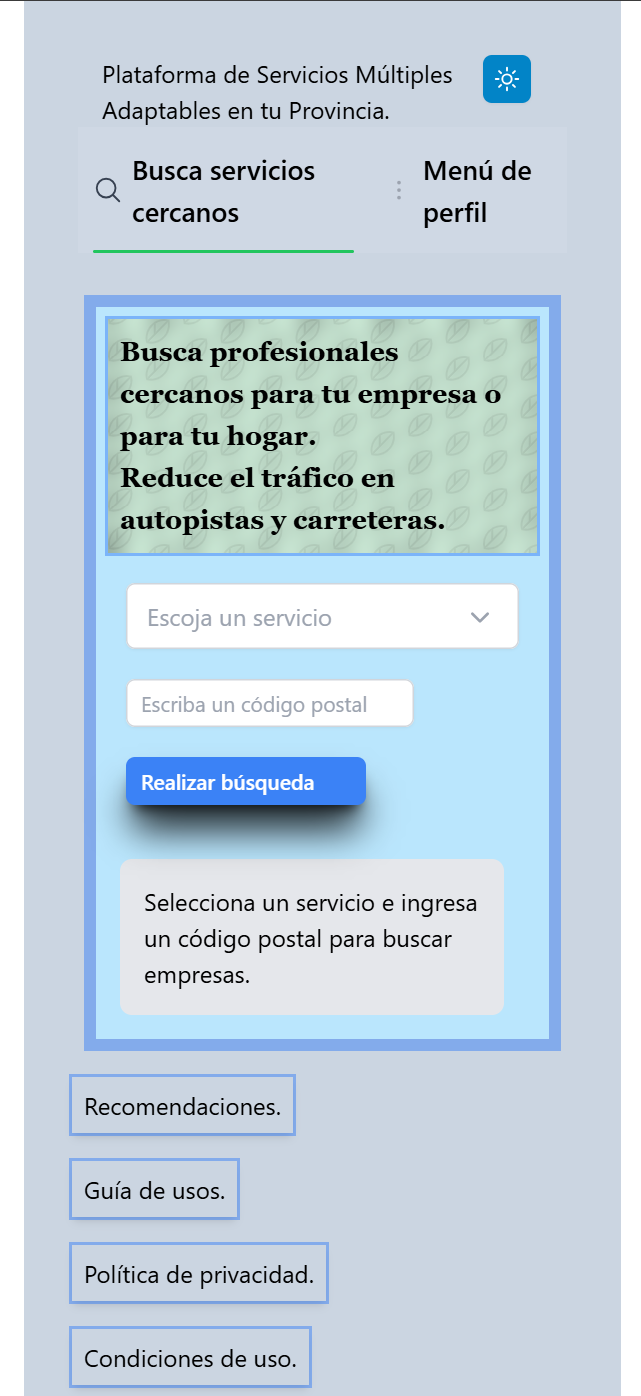 Plataforma de Servicios Múltiples
Adaptables en tu Provincia.
Busca servicios
cercanos
Menú de
perfil
Busca profesionales
cercanos para tu empresa o
para tu hogar.
Reduce el tráfico en
autopistas y carreteras.
Escoja un servicio
Escriba un código postal
Realizar búsqueda
Selecciona un servicio e ingresa
un código postal para buscar
empresas.
Recomendaciones.
Guía de usos.
Política de privacidad.
Condiciones de uso.